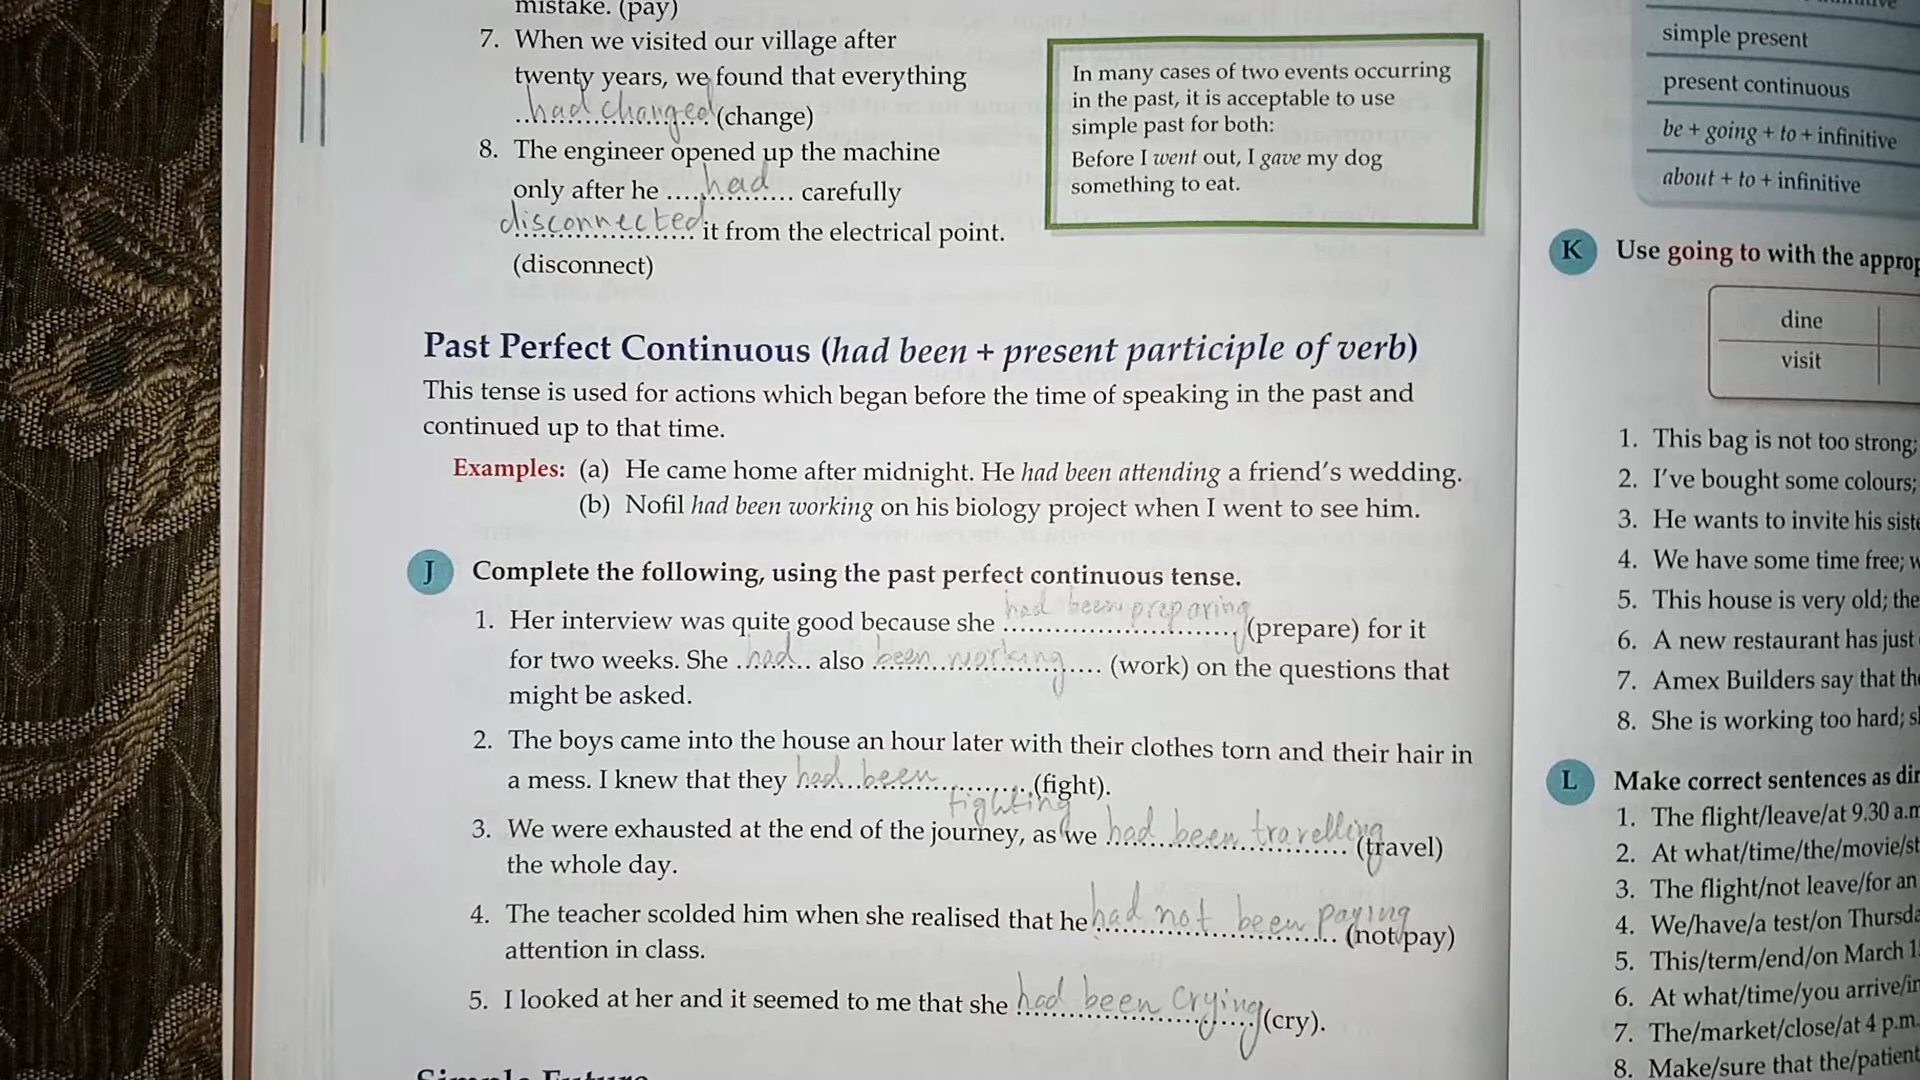 mistake. (pay)
7. When we visited our village after
twenty years, we found that everything
had changed (change)
8. The engineer opened up the machine
only after he had carefully
disconnected it from the electrical point.
(disconnect)
In many cases of two events occurring
in the past, it is acceptable to use
simple past for both:
Before I went out, I gave my dog
something to eat.
Past Perfect Continuous (had been + present participle of verb)
This tense is used for actions which began before the time of speaking in the past and
continued up to that time.
Examples: (a) He came home after midnight. He had been attending a friend's wedding.
(b) Nofil had been working on his biology project when I went to see him.
J Complete the following, using the past perfect continuous tense.
1. Her interview was quite good because she had been preparing (prepare) for it
for two weeks. She had also been working (work) on the questions that
might be asked.
2. The boys came into the house an hour later with their clothes torn and their hair in
a mess. I knew that they had been fighting (fight).
3. We were exhausted at the end of the journey, as we had been travelling (travel)
the whole day.
4. The teacher scolded him when she realised that he had not been paying (not pay)
attention in class.
5. I looked at her and it seemed to me that she had been crying (cry).
Simple Future
simple present
present continuous
be + going + to + infinitive
about + to + infinitive
K Use going to with the
dine
visit
1. This bag is not too strong;
2. I've bought some colours;
3. He wants to invite his
4. We have some time free;
5. This house is very old;
6. A new restaurant has just
7. Amex Builders say that
8. She is working too hard;
L Make correct sentences as
1. The flight/leave/at 9.30
2. At what/time/the/movie/
3. The flight/not leave/for an
4. We/have/a test/on
5. This/term/end/on March
6. At what/time/you arrive/
7. The/market/close/at 4 p.m.
8. Make/sure that the/patient